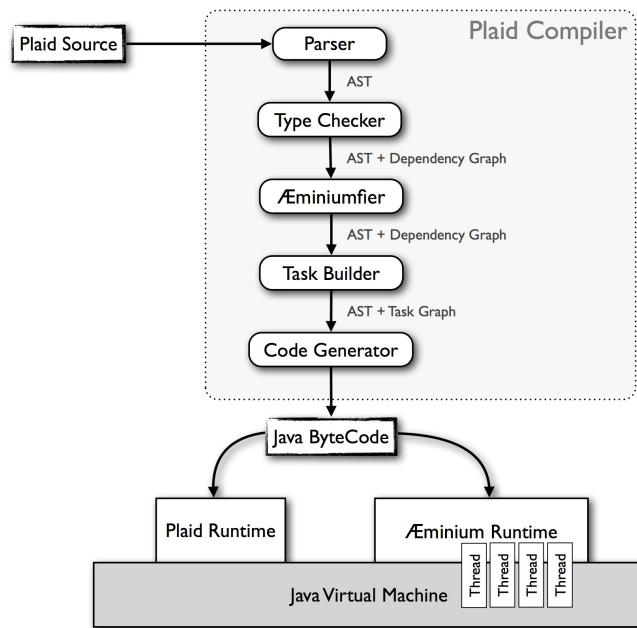 Plaid Compiler
Plaid Source
Parser
AST
Type Checker
AST + Dependency Graph
Æminiumfier
AST + Dependency Graph
Task Builder
AST + Task Graph
Code Generator
Java ByteCode
Plaid Runtime
Æminium Runtime
Thread
Thread
Thread
Thread
Java Virtual Machine